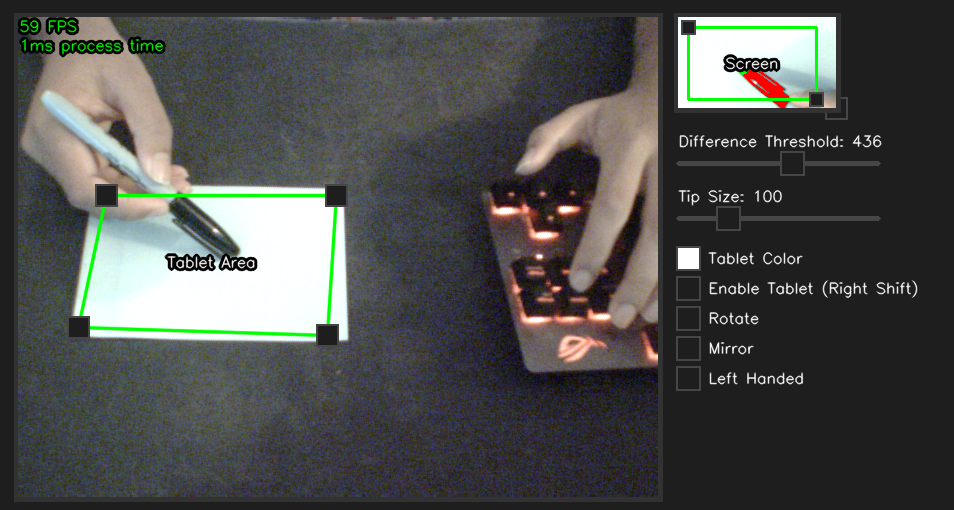 59 FPS
1ms process time
Tablet Area
Screen
Difference Threshold: 436
Tip Size: 100
Tablet Color
Enable Tablet (Right Shift)
Rotate
Mirror
Left Handed